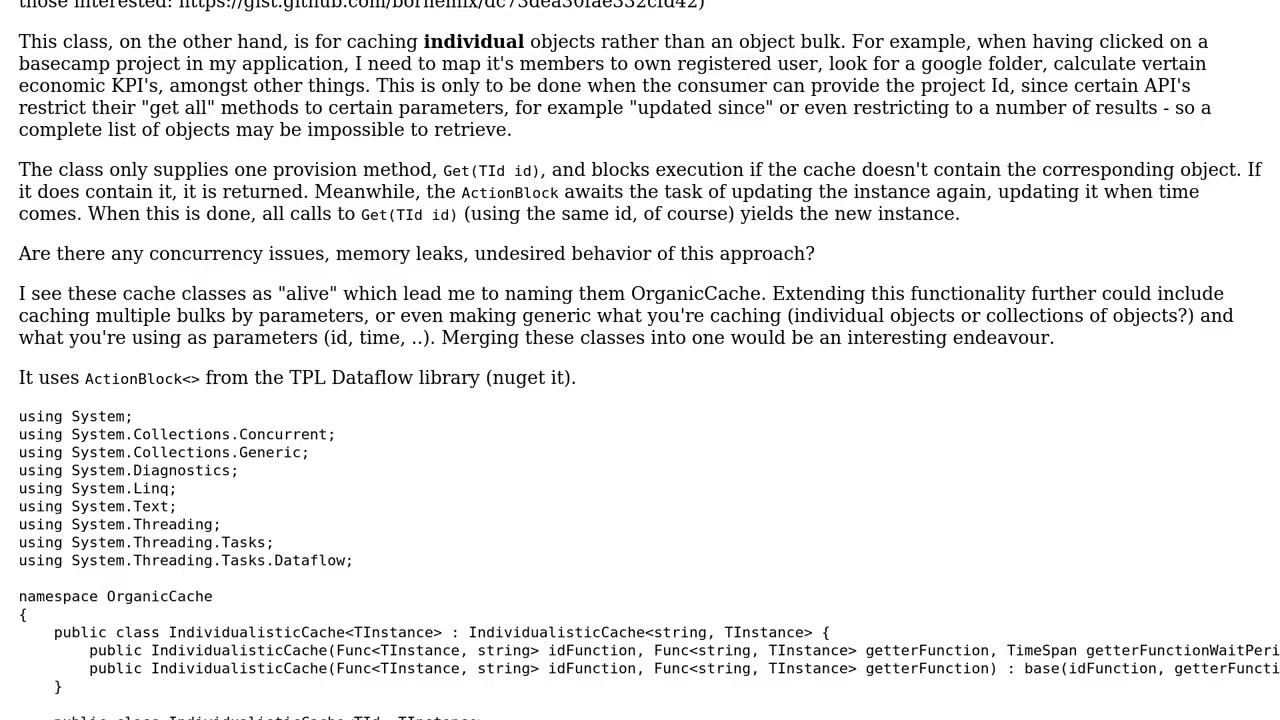 those interested: https://gist.github.com/bornemix/dc73dea30fae332cfd42)
This class, on the other hand, is for caching individual objects rather than an object bulk. For example, when having clicked on a
basecamp project in my application, I need to map it's members to own registered user, look for a google folder, calculate vertain
economic KPI's, amongst other things. This is only to be done when the consumer can provide the project Id, since certain API's
restrict their "get all" methods to certain parameters, for example "updated since" or even restricting to a number of results - so a
complete list of objects may be impossible to retrieve.
The class only supplies one provision method, Get(TId id), and blocks execution if the cache doesn't contain the corresponding object. If
it does contain it, it is returned. Meanwhile, the ActionBlock awaits the task of updating the instance again, updating it when time
comes. When this is done, all calls to Get(TId id) (using the same id, of course) yields the new instance.
Are there any concurrency issues, memory leaks, undesired behavior of this approach?
I see these cache classes as "alive" which lead me to naming them OrganicCache. Extending this functionality further could include
caching multiple bulks by parameters, or even making generic what you're caching (individual objects or collections of objects?) and
what you're using as parameters (id, time, ..). Merging these classes into one would be an interesting endeavour.
It uses ActionBlock<> from the TPL Dataflow library (nuget it).
using System;
using System.Collections.Concurrent;
using System.Collections.Generic;
using System.Diagnostics;
using System.Linq;
using System.Text;
using System.Threading;
using System.Threading.Tasks;
using System.Threading.Tasks.Dataflow;
namespace OrganicCache
{
public class IndividualisticCache<TInstance> : IndividualisticCache<string, TInstance> {
public IndividualisticCache(Func<TInstance, string> idFunction, Func<string, TInstance> getterFunction, TimeSpan getterFunctionWaitPeri
public IndividualisticCache(Func<TInstance, string> idFunction, Func<string, TInstance> getterFunction) : base(idFunction, getterFuncti
}
public class IndividualisticCache<TId, TInstance>